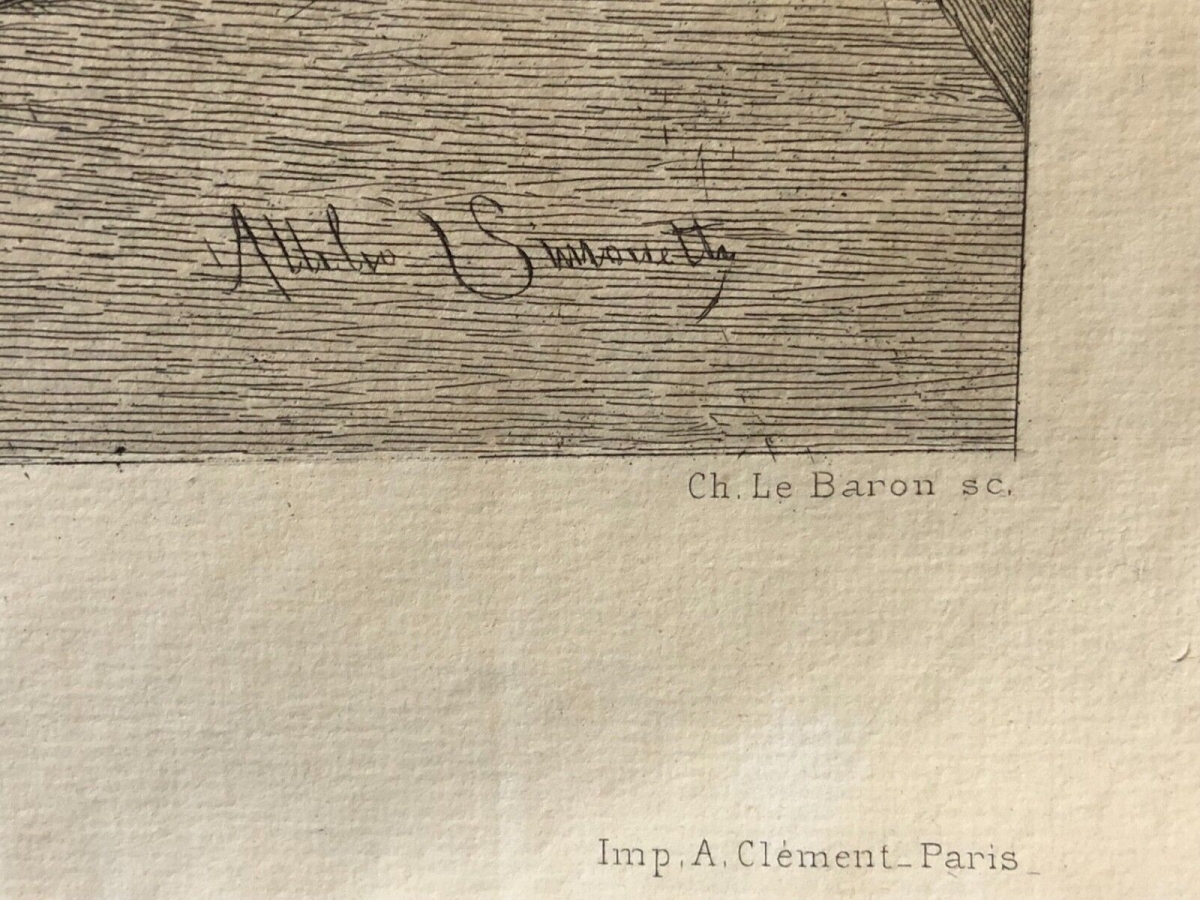 Attilio Simonetti
Ch. Le Baron sc.
Imp. A. Clément_Paris_